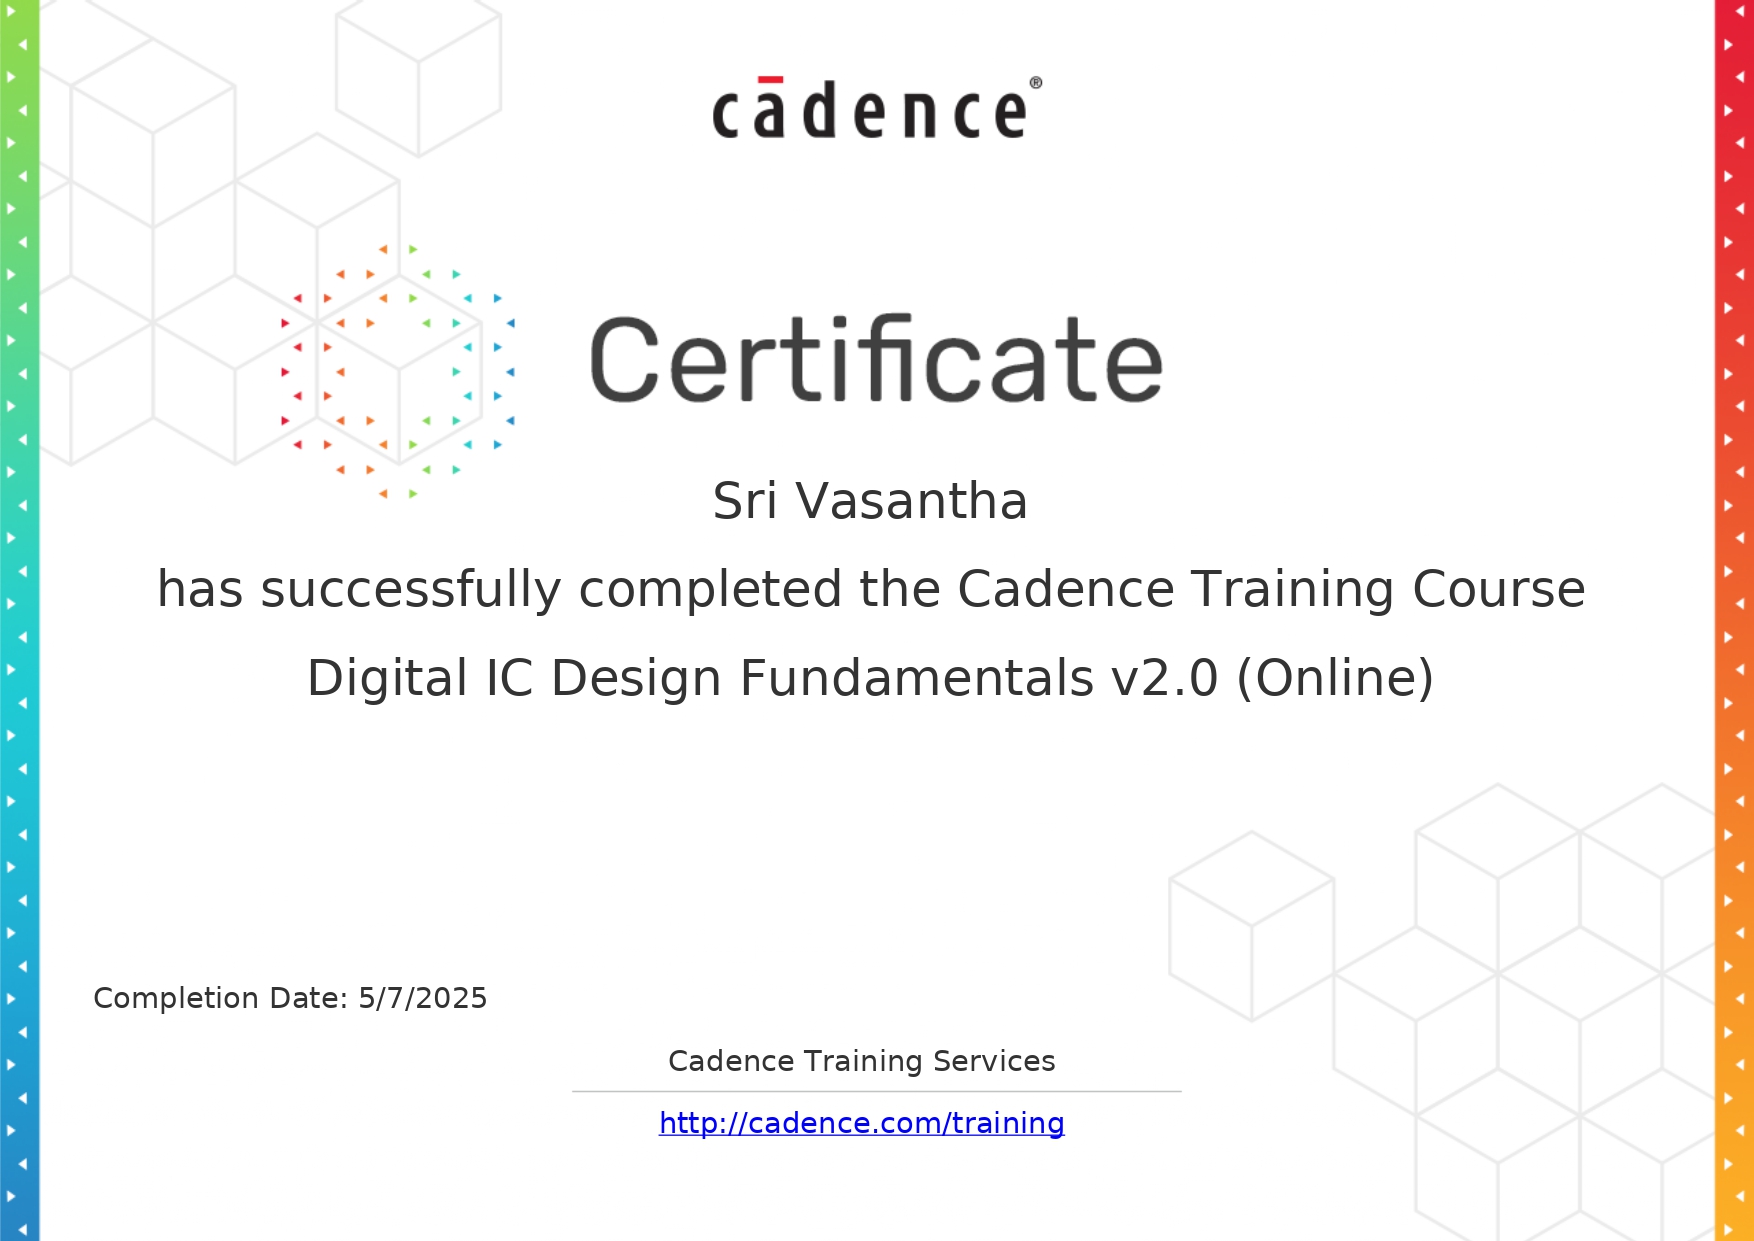 cādence®
Certificate
Sri Vasantha
has successfully completed the Cadence Training Course
Digital IC Design Fundamentals v2.0 (Online)
Completion Date: 5/7/2025
Cadence Training Services
http://cadence.com/training